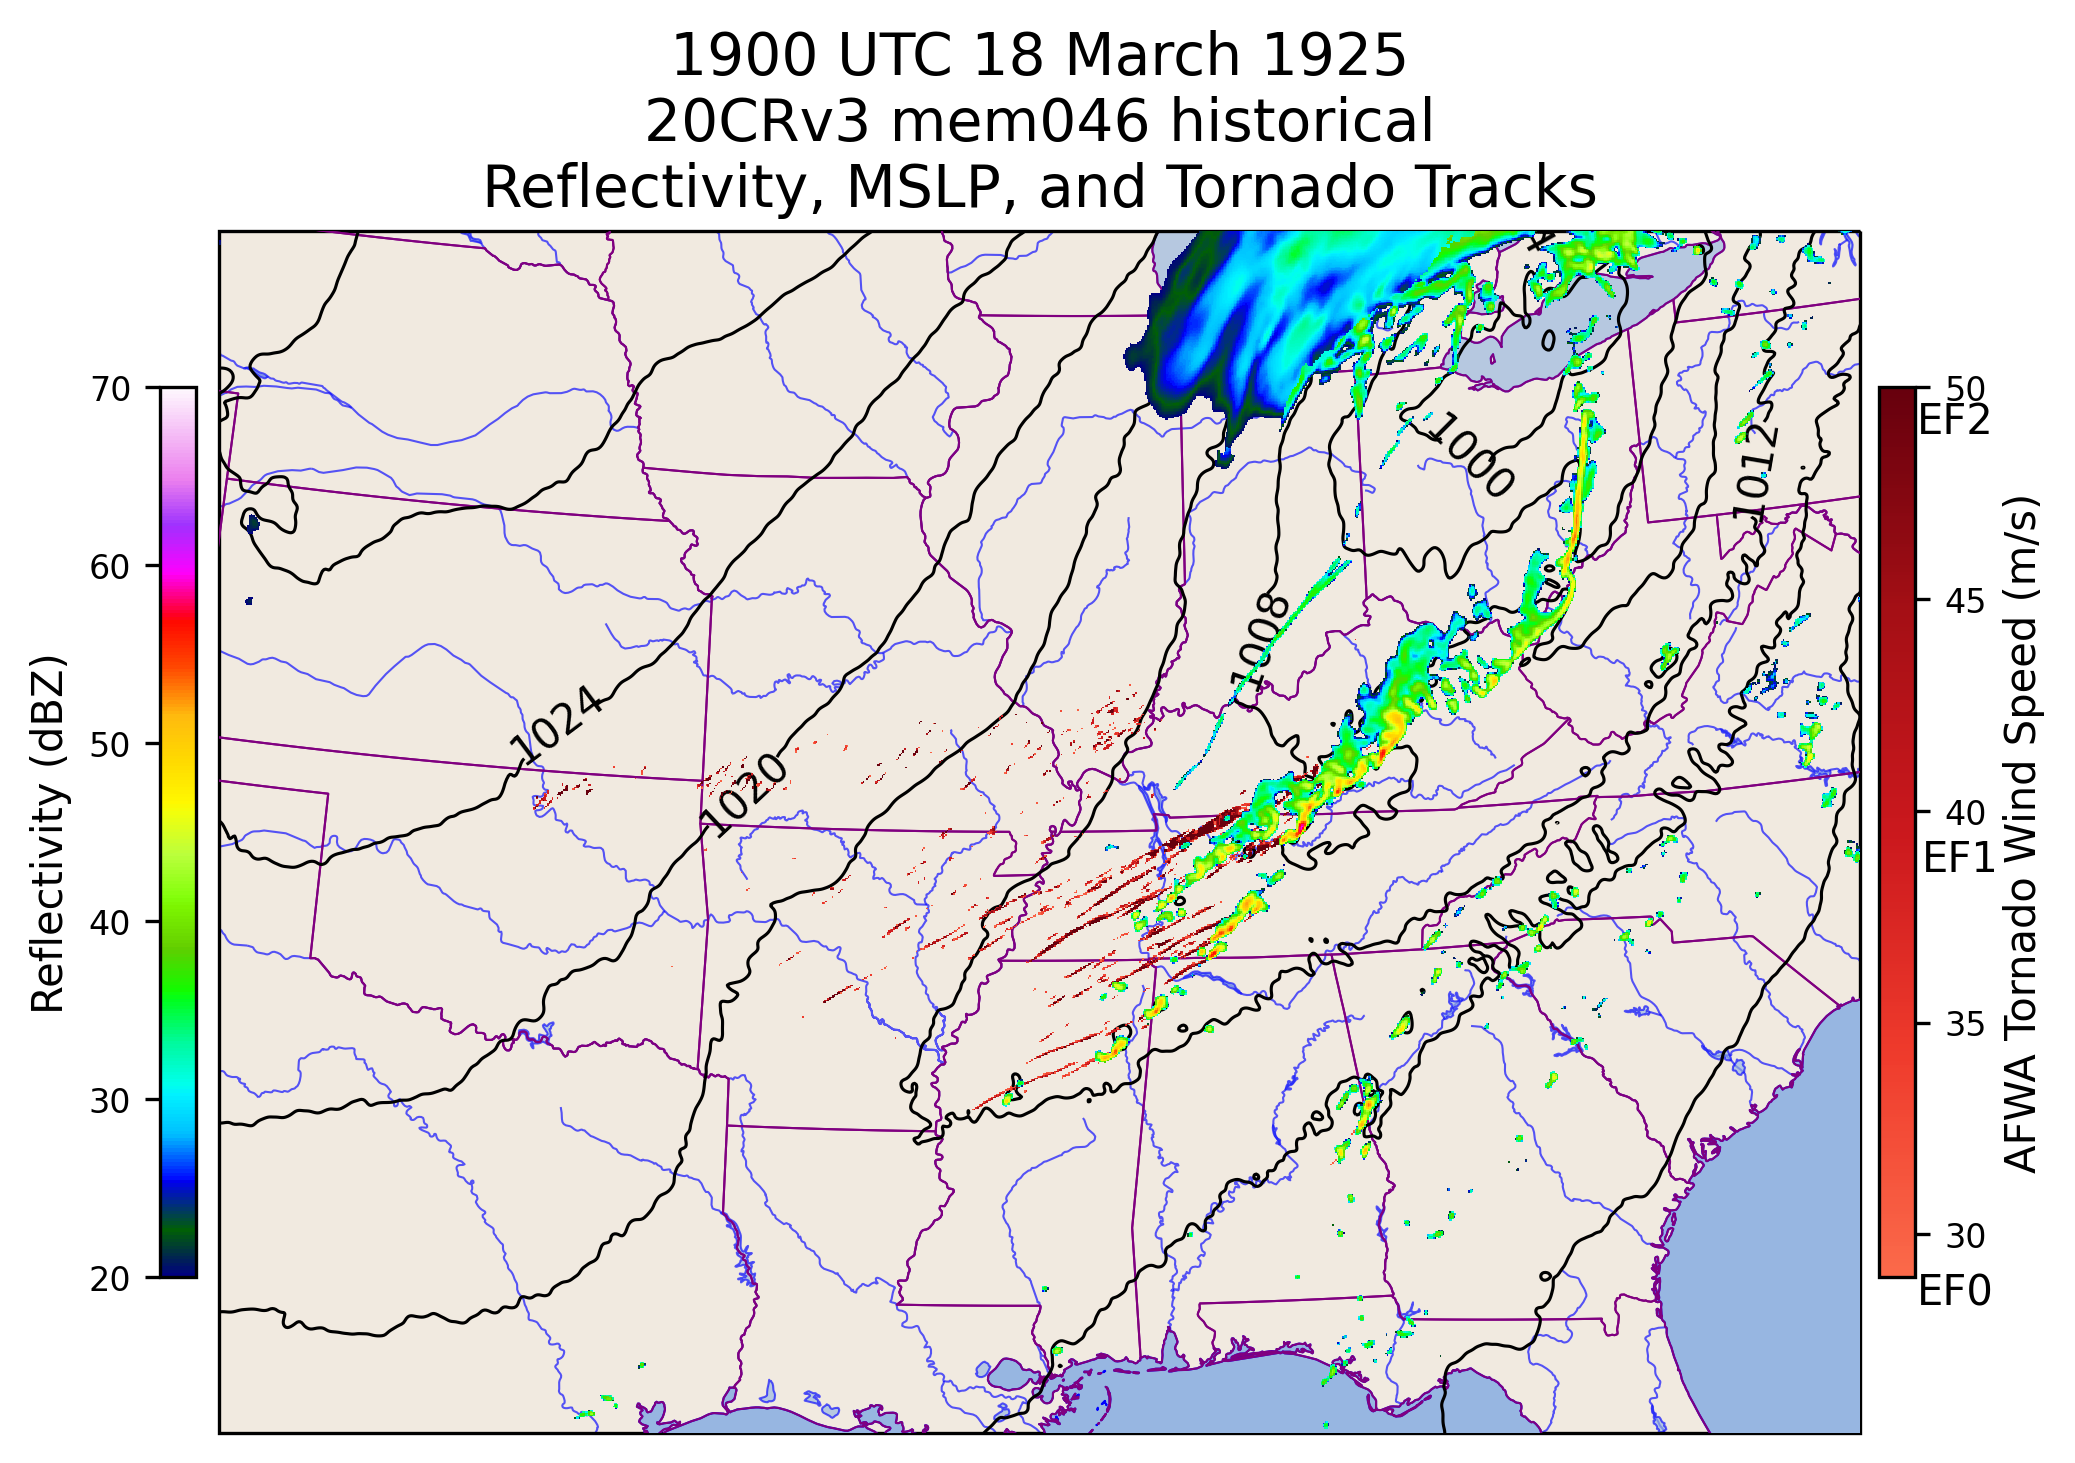 1900 UTC 18 March 1925
20CRv3 mem046 historical
Reflectivity, MSLP, and Tornado Tracks
70
60
50
40
30
20
Reflectivity (dBZ)
1000
1012
1008
1024
1020
50
EF2
45
40
EF1
35
30
EF0
AFWA Tornado Wind Speed (m/s)